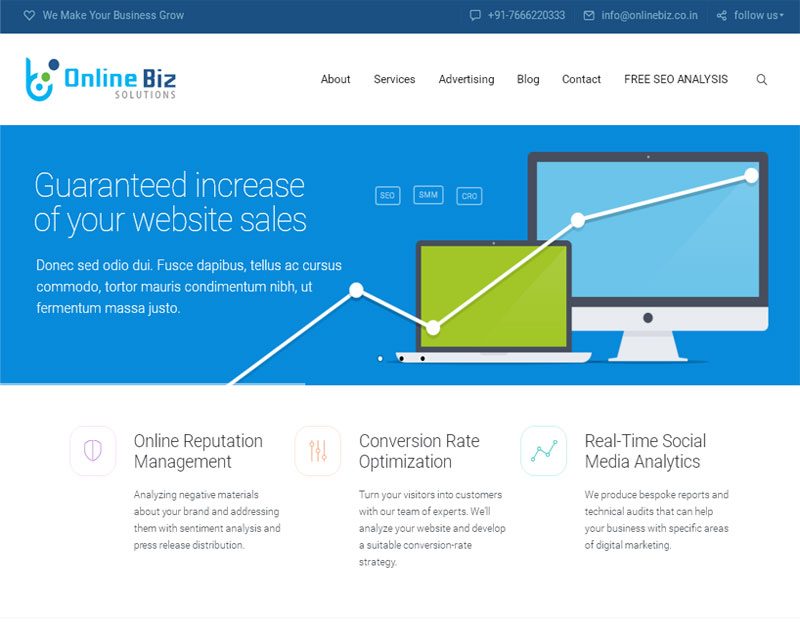 We Make Your Business Grow
+91-7666220333
info@onlinebiz.co.in
follow us
Online Biz
SOLUTIONS
About
Services
Advertising
Blog
Contact
FREE SEO ANALYSIS
Guaranteed increase
of your website sales
SEO
SMM
CRO
Donec sed odio dui. Fusce dapibus, tellus ac cursus
commodo, tortor mauris condimentum nibh, ut
fermentum massa justo.
Online Reputation
Management
Analyzing negative materials
about your brand and addressing
them with sentiment analysis and
press release distribution.
Conversion Rate
Optimization
Turn your visitors into customers
with our team of experts. We'll
analyze your website and develop
a suitable conversion-rate
strategy.
Real-Time Social
Media Analytics
We produce bespoke reports and
technical audits that can help
your business with specific areas
of digital marketing.